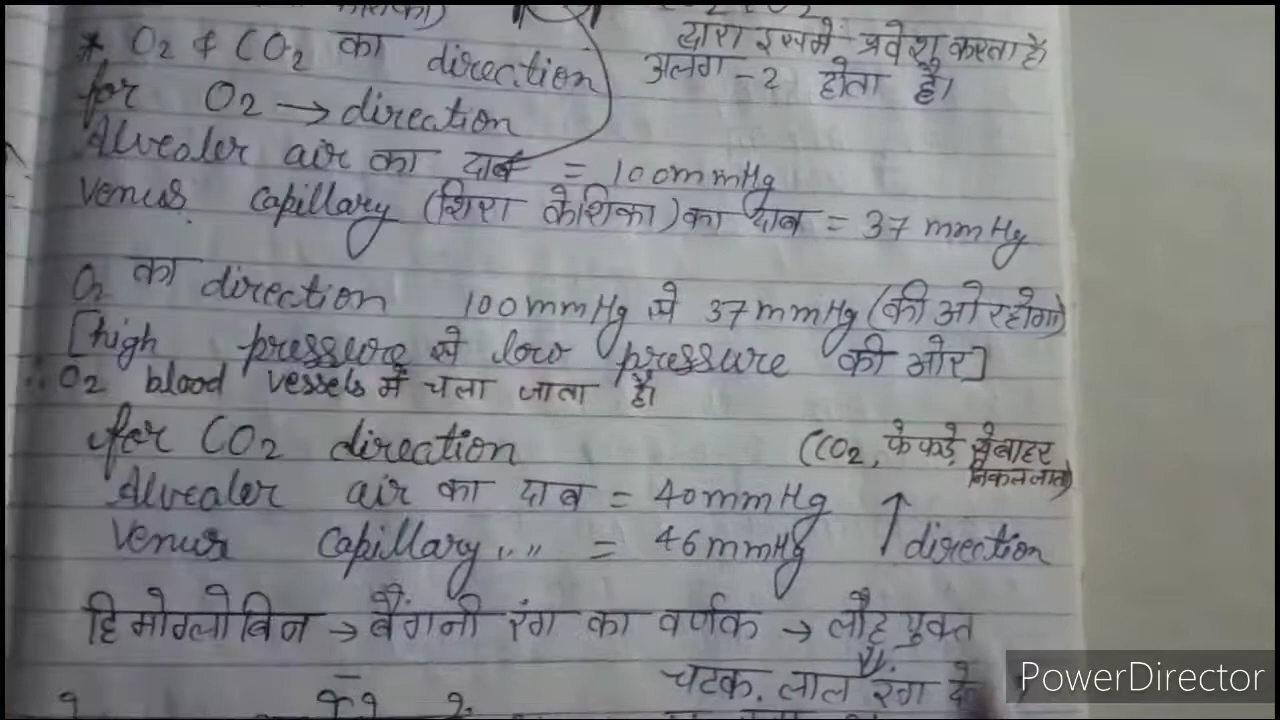 द्वारा इसमे प्रवेश करता है
* O2 & CO2 का direction
अलग -2 होता है।
for O2 → direction
Alvealer air का दाब = 100mmHg
Venus capillary (शिरा केशिका) का दाब = 37 mmHg
O2 का direction 100mmHg से 37mmHg (की ओर होगा)
[high pressure से low pressure की ओर]
∴ O2 blood vessels में चला जाता है।
for CO2 direction (CO2, फेफड़े से बाहर
निकल जाता)
Alvealer air का दाब = 40mmHg ↑
Venus capillary ,, ,, = 46mmHg direction
हिमोग्लोबिन → बैंगनी रंग का वर्णक → लौह युक्त
चटक लाल रंग के
PowerDirector